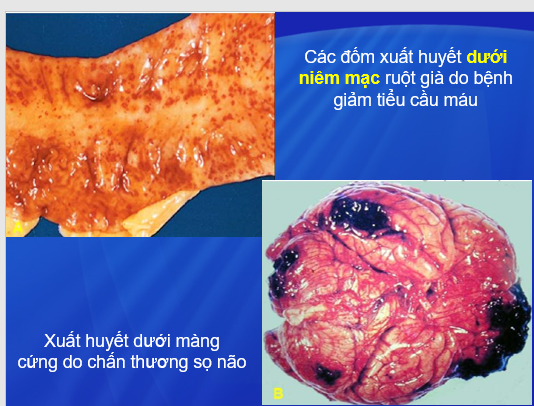 Các đốm xuất huyết dưới
niêm mạc ruột già do bệnh
giảm tiểu cầu máu
A
Xuất huyết dưới màng
cứng do chấn thương sọ não
B